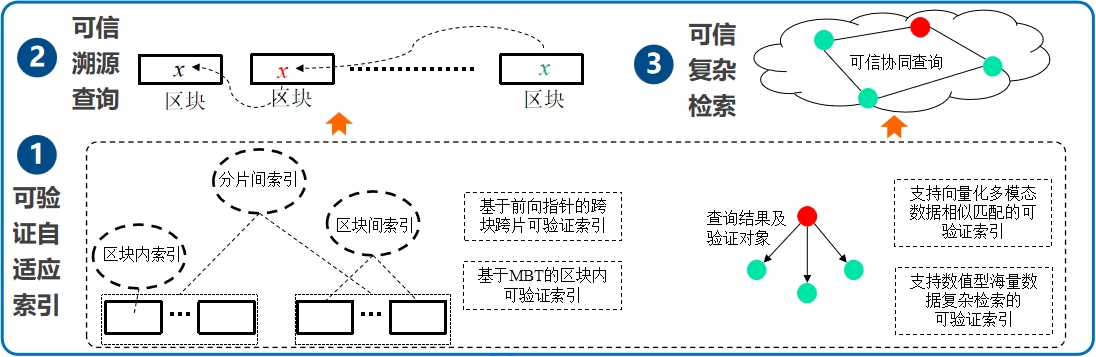 2
可信
溯源
查询
x
区块
x
区块
x
区块
3
可信
复杂
检索
可信协同查询
1
可验
证自
适应
索引
分片间索引
区块间索引
区块内索引
基于前向指针的跨
块跨片可验证索引
基于MBT的区块内
可验证索引
查询结果及
验证对象
支持向量化多模态
数据相似匹配的可
验证索引
支持数值型海量数
据复杂检索的
可验证索引